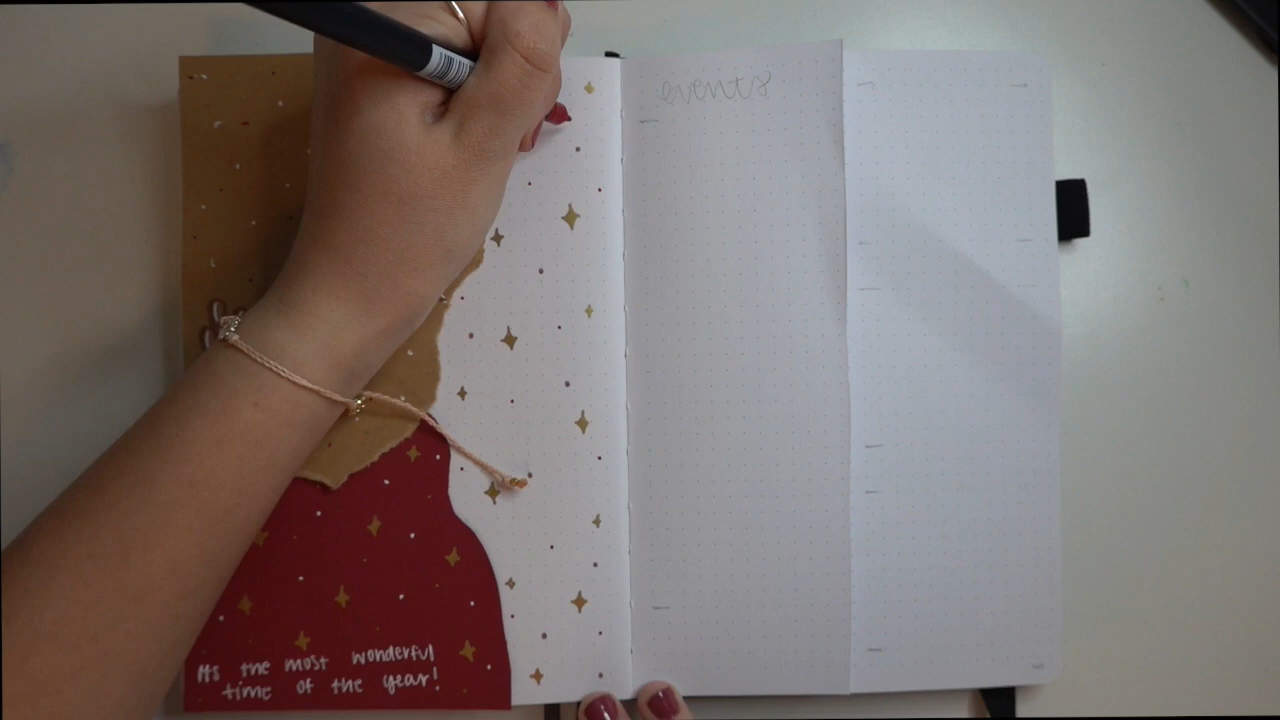 events
Its the most wonderful
time of the year!